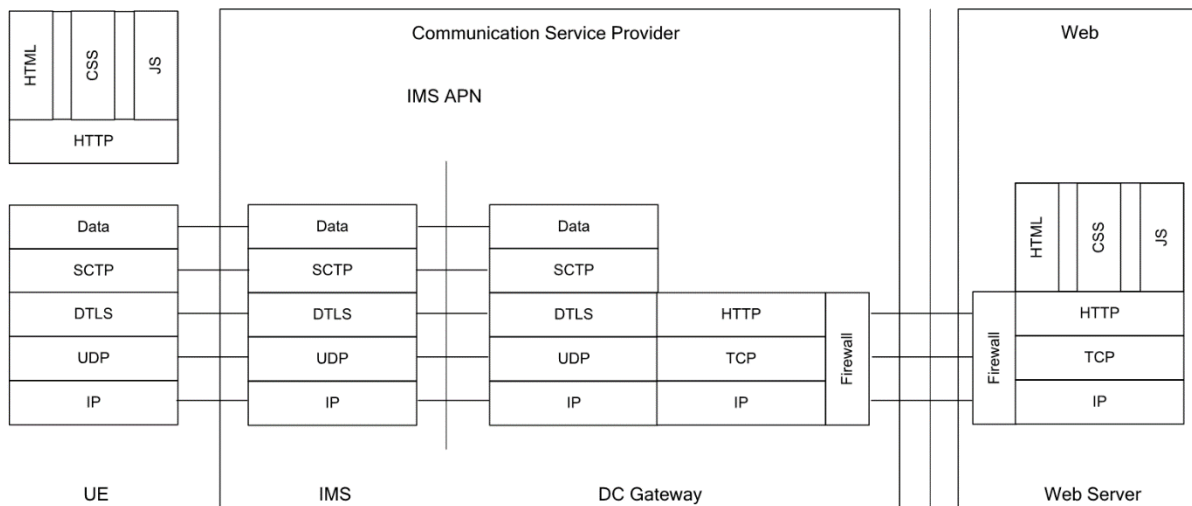 Communication Service Provider
Web
HTML
CSS
JS
HTTP
IMS APN
Data
SCTP
DTLS
UDP
IP
Data
SCTP
DTLS
UDP
IP
Data
SCTP
DTLS
UDP
IP
HTTP
TCP
IP
Firewall
Firewall
HTML
CSS
JS
HTTP
TCP
IP
UE
IMS
DC Gateway
Web Server